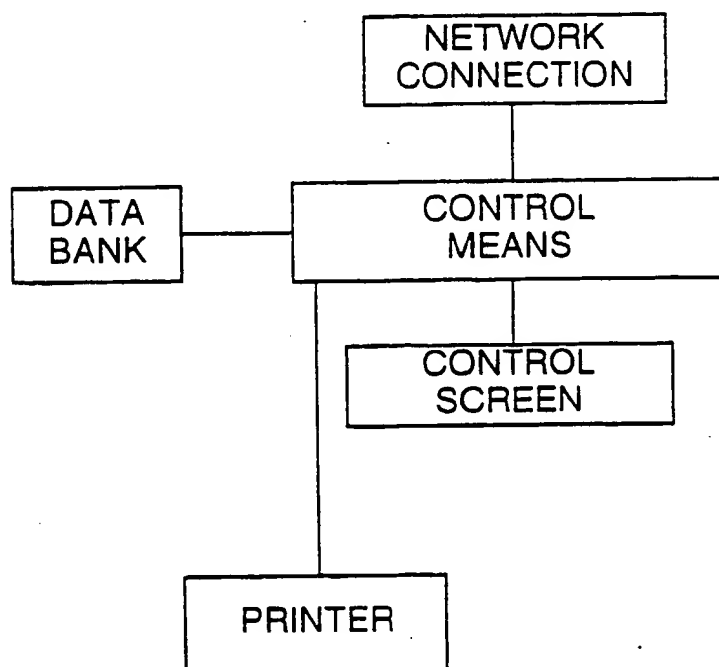 NETWORK
CONNECTION
DATA
BANK
CONTROL
MEANS
CONTROL
SCREEN
PRINTER